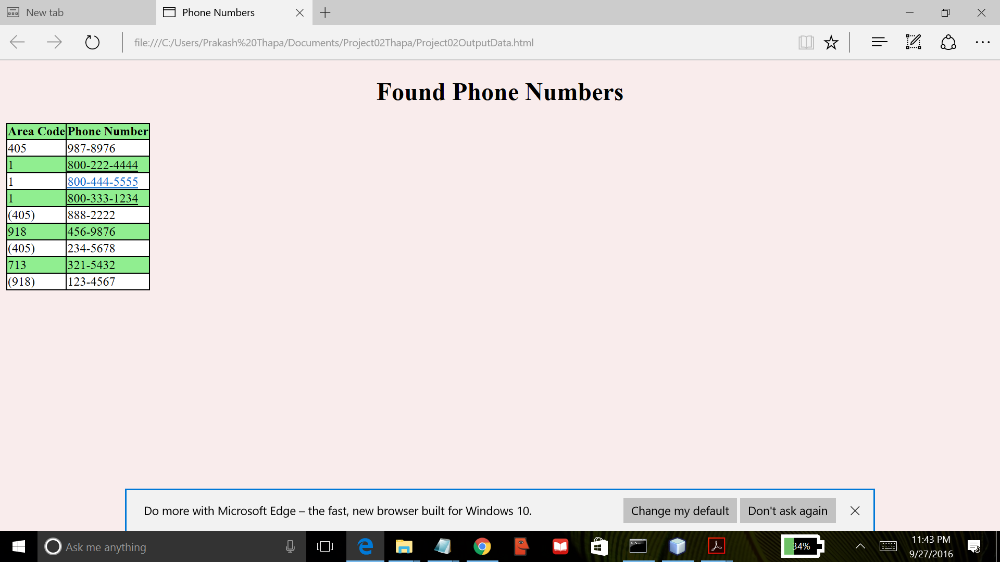 New tab
Phone Numbers
file:///C:/Users/Prakash%20Thapa/Documents/Project02Thapa/Project02OutputData.html
Found Phone Numbers
Area Code Phone Number
405 987-8976
1 800-222-4444
1 800-444-5555
1 800-333-1234
(405) 888-2222
918 456-9876
(405) 234-5678
713 321-5432
(918) 123-4567
Do more with Microsoft Edge – the fast, new browser built for Windows 10.
Change my default
Don't ask again
Ask me anything
34%
11:43 PM
9/27/2016